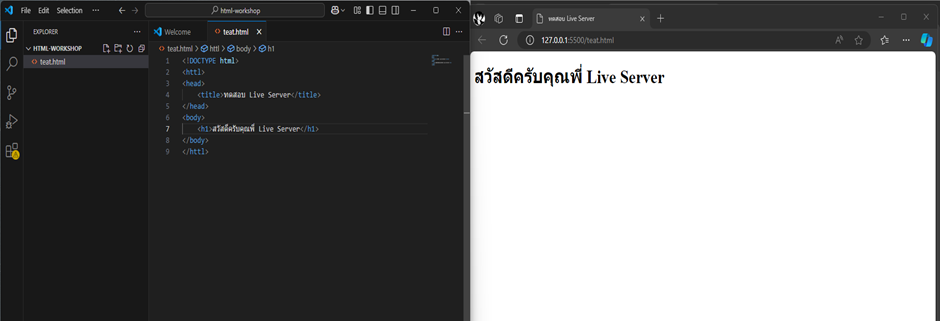 File Edit Selection ··· html-workshop
EXPLORER ···
HTML-WORKSHOP
teat.html
Welcome teat.html
teat.html > httl > body > h1
1 <!DOCTYPE html>
2 <httl>
3 <head>
4 <title>ทดสอบ Live Server</title>
5 </head>
6 <body>
7 <h1>สวัสดีครับคุณพี่ Live Server</h1>
8 </body>
9 </httl>
ทดสอบ Live Server
127.0.0.1:5500/teat.html
สวัสดีครับคุณพี่ Live Server